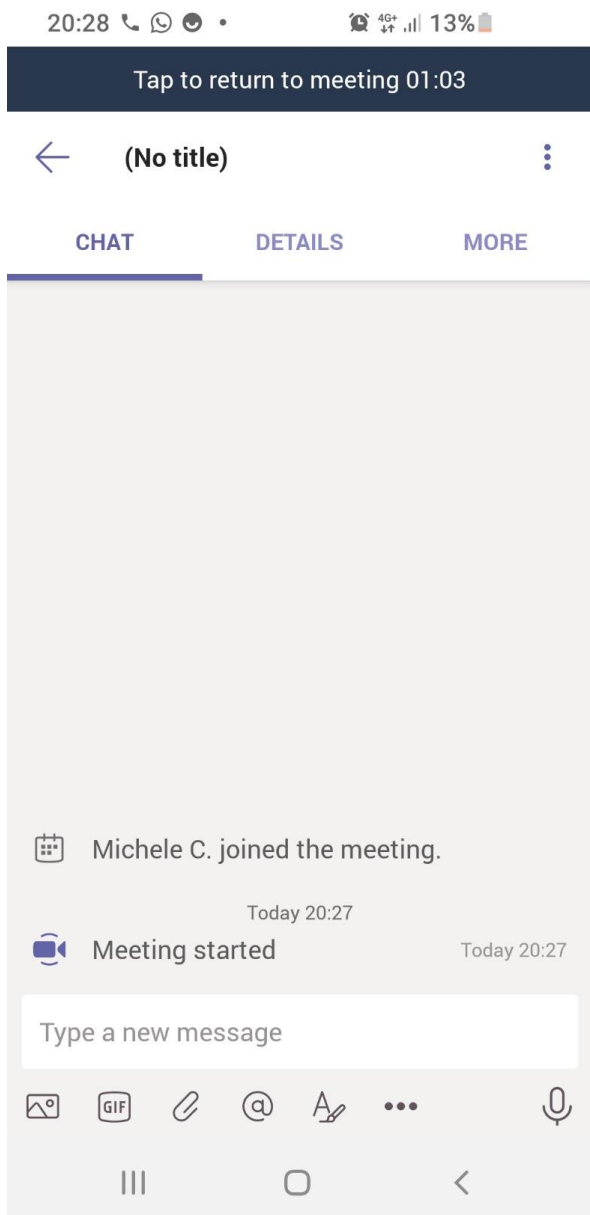 20:28 4G+ 13%
Tap to return to meeting 01:03
(No title)
CHAT DETAILS MORE
Michele C. joined the meeting.
Today 20:27
Meeting started Today 20:27
Type a new message
GIF @ A